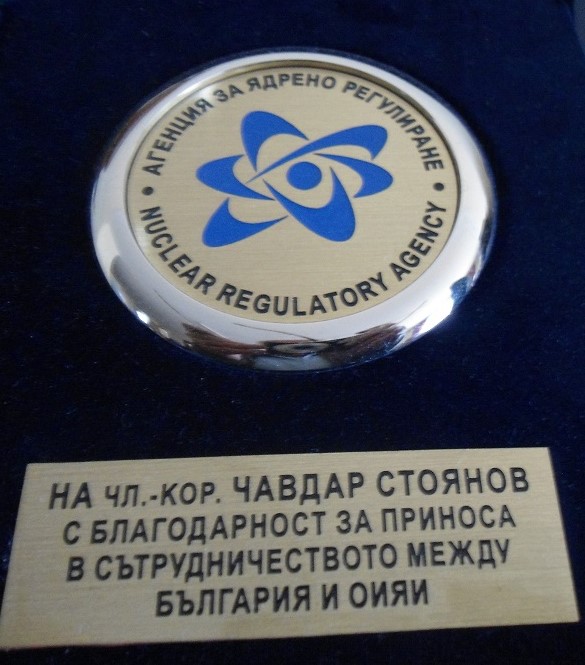 АГЕНЦИЯ ЗА ЯДРЕНО РЕГУЛИРАНЕ
NUCLEAR REGULATORY AGENCY
НА ЧЛ.-КОР. ЧАВДАР СТОЯНОВ
С БЛАГОДАРНОСТ ЗА ПРИНОСА
В СЪТРУДНИЧЕСТВОТО МЕЖДУ
БЪЛГАРИЯ И ОИЯИ